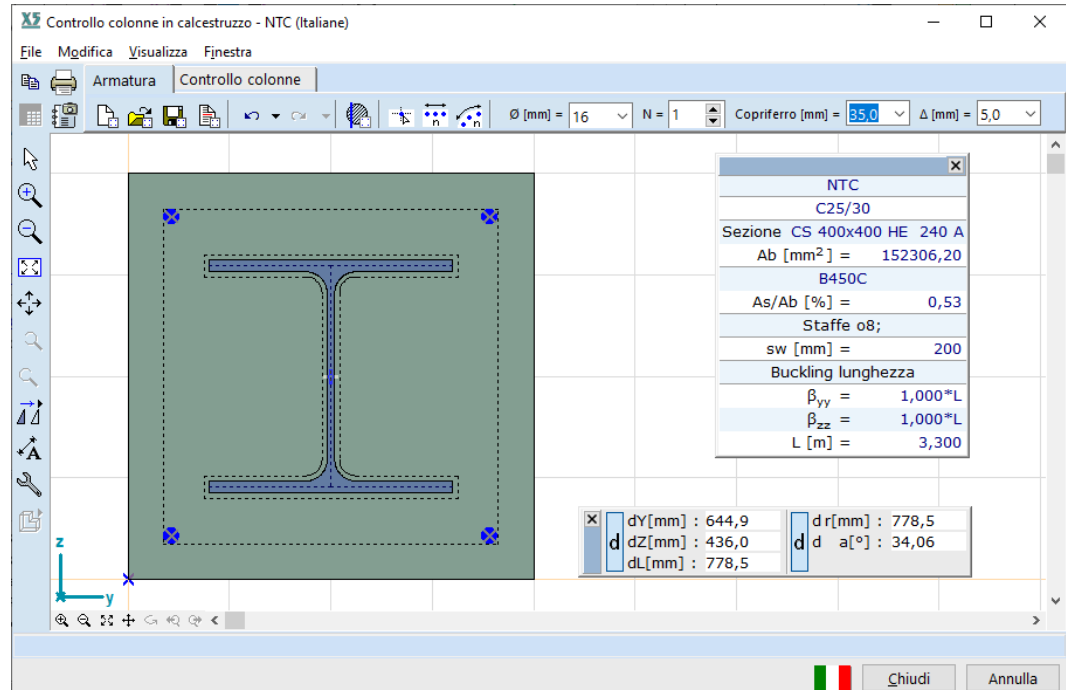 X5 Controllo colonne in calcestruzzo - NTC (Italiane)
File Modifica Visualizza Finestra
Armatura Controllo colonne
Ø [mm] = 16 N = 1 Copriferro [mm] = 35,0 Δ [mm] = 5,0
NTC
C25/30
Sezione CS 400x400 HE 240 A
Ab [mm²] = 152306,20
B450C
As/Ab [%] = 0,53
Staffe o8;
sw [mm] = 200
Buckling lunghezza
βyy = 1,000*L
βzz = 1,000*L
L [m] = 3,300
d dY[mm] : 644,9 d d r[mm] : 778,5
dZ[mm] : 436,0 d a[°] : 34,06
dL[mm] : 778,5
z
y
Chiudi Annulla